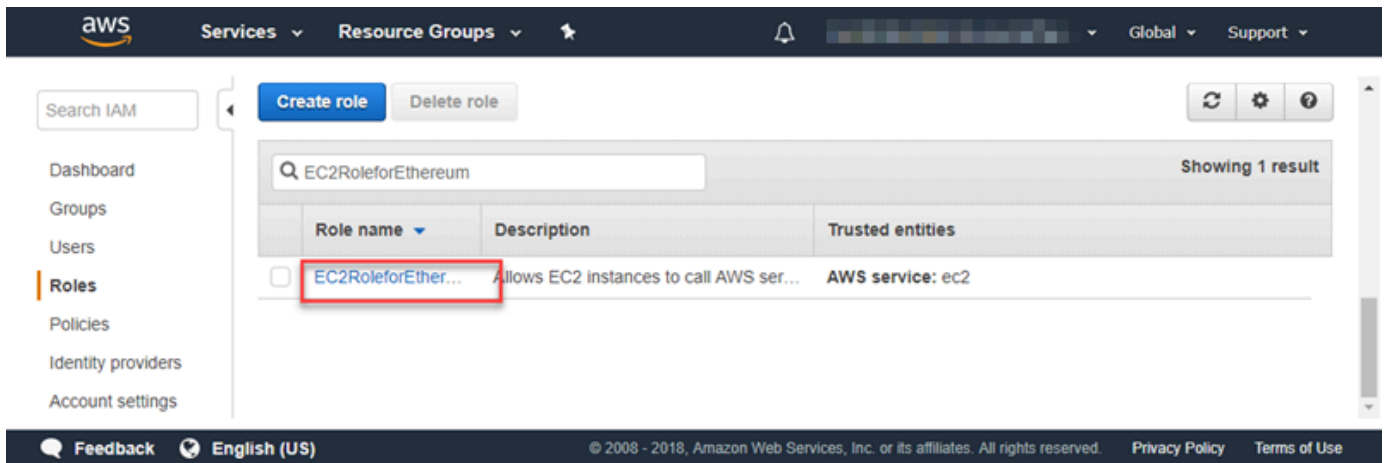 aws Services Resource Groups Global Support
Search IAM Create role Delete role
Dashboard EC2RoleforEthereum Showing 1 result
Groups
Role name Description Trusted entities
Users
Roles EC2RoleforEther... Allows EC2 instances to call AWS ser... AWS service: ec2
Policies
Identity providers
Account settings
Feedback English (US) © 2008 - 2018, Amazon Web Services, Inc. or its affiliates. All rights reserved. Privacy Policy Terms of Use